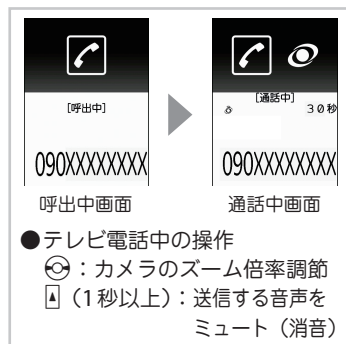 [呼出中]
090XXXXXXXX
呼出中画面
[通話中]
30秒
090XXXXXXXX
通話中画面
●テレビ電話中の操作
：カメラのズーム倍率調節
（1秒以上）：送信する音声を
ミュート（消音）